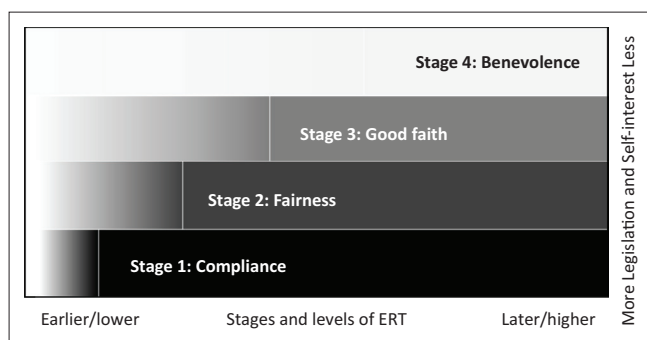 Stage 4: Benevolence
Stage 3: Good faith
Stage 2: Fairness
Stage 1: Compliance
Earlier/lower Stages and levels of ERT Later/higher
More Legislation and Self-interest Less